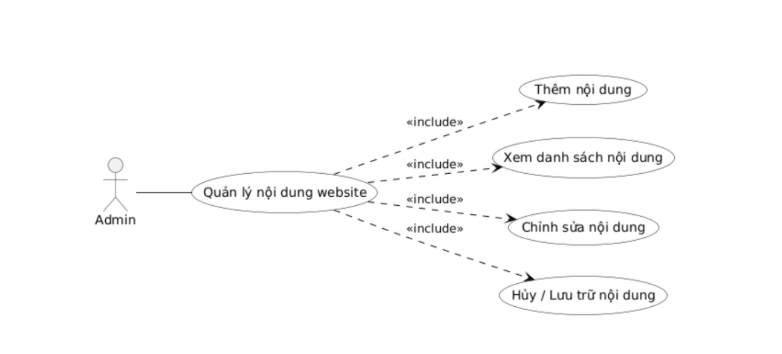 Thêm nội dung
«include»
Xem danh sách nội dung
«include»
Quản lý nội dung website
Admin
«include»
Chỉnh sửa nội dung
«include»
Hủy / Lưu trữ nội dung